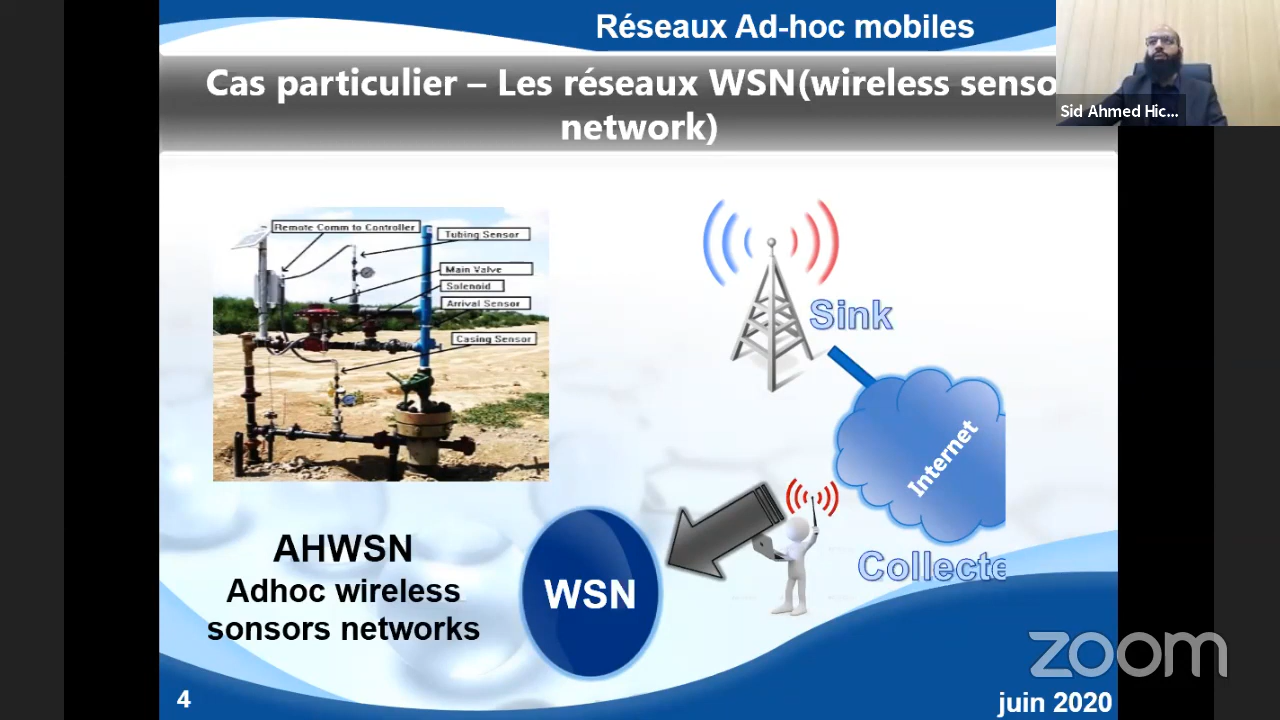 Réseaux Ad-hoc mobiles
Cas particulier – Les réseaux WSN(wireless senso
network)
Sid Ahmed Hic...
Remote Comm to Controller
Tubing Sensor
Main Valve
Solenoid
Arrival Sensor
Casing Sensor
Sink
Internet
Collecte
AHWSN
Adhoc wireless
sonsors networks
WSN
zoom
4
juin 2020